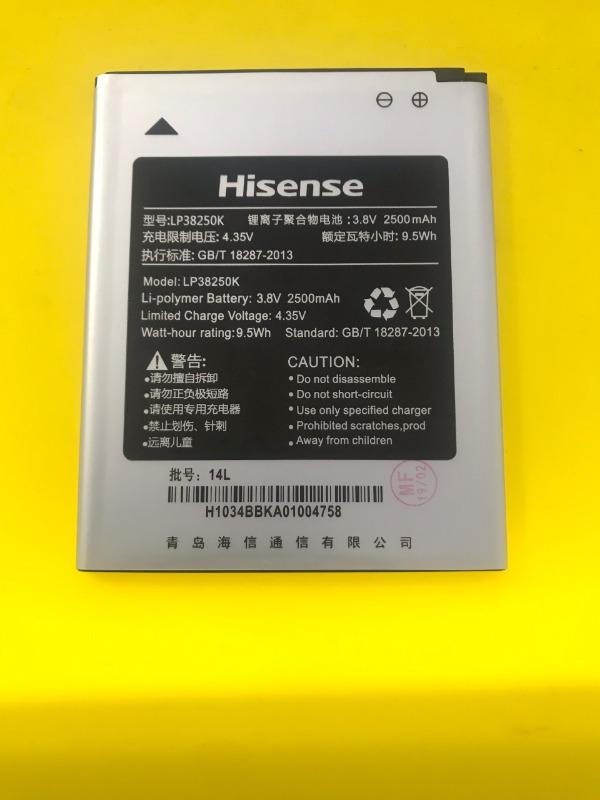 ⊖ ⊕
Hisense
型号:LP38250K 锂离子聚合物电池:3.8V 2500mAh
充电限制电压: 4.35V 额定瓦特小时: 9.5Wh
执行标准: GB/T 18287-2013
Model: LP38250K
Li-polymer Battery: 3.8V 2500mAh
Limited Charge Voltage: 4.35V
Watt-hour rating:9.5Wh Standard: GB/T 18287-2013
警告:
•请勿擅自拆卸
•请勿正负极短路
•请使用专用充电器
•禁止划伤、针刺
•远离儿童
CAUTION:
• Do not disassemble
• Do not short-circuit
• Use only specified charger
• Prohibited scratches,prod
• Away from children
批号: 14L
MF
19/02
H1034BBKA01004758
青岛海信通信有限公司